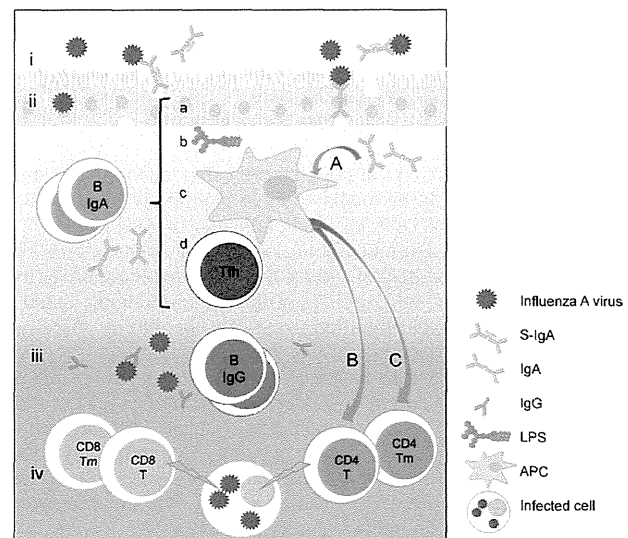 i
ii
a
b
c
d
A
B
IgA
Tfh
iii
B
IgG
B
C
iv
CD8
Tm
CD8
T
CD4
T
CD4
Tm
Influenza A virus
S-IgA
IgA
IgG
LPS
APC
Infected cell